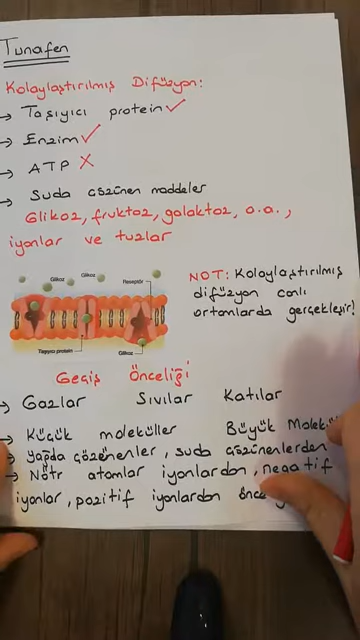 Tunafen
Kolaylaştırılmış Difüzyon:
→ Taşıyıcı protein ✓
→ Enzim ✓
→ ATP X
→ Suda çözünen maddeler
Glikoz, fruktoz, galaktoz, a.a.,
iyonlar ve tuzlar
Glikoz
Glikoz
Reseptör
Taşıyıcı protein
Glikoz
NOT: Kolaylaştırılmış
difüzyon canlı
ortamlarda gerçekleşir!
Geçiş Önceliği
→ Gazlar Sıvılar Katılar
→ Küçük moleküller Büyük Molekü
→ yağda çözünenler, suda çözünenlerden
→ Nötr atomlar iyonlardan, negatif
iyonlar, pozitif iyonlardan önce